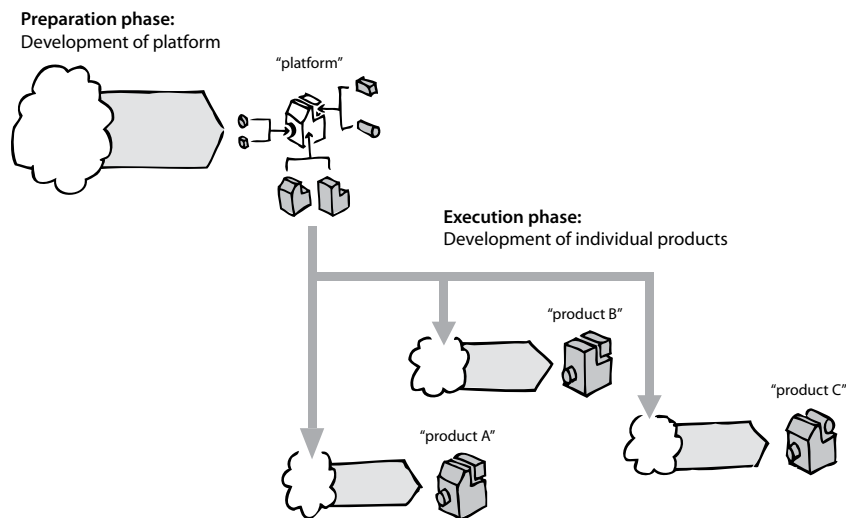 Preparation phase:
Development of platform
“platform”
Execution phase:
Development of individual products
“product B”
“product C”
“product A”